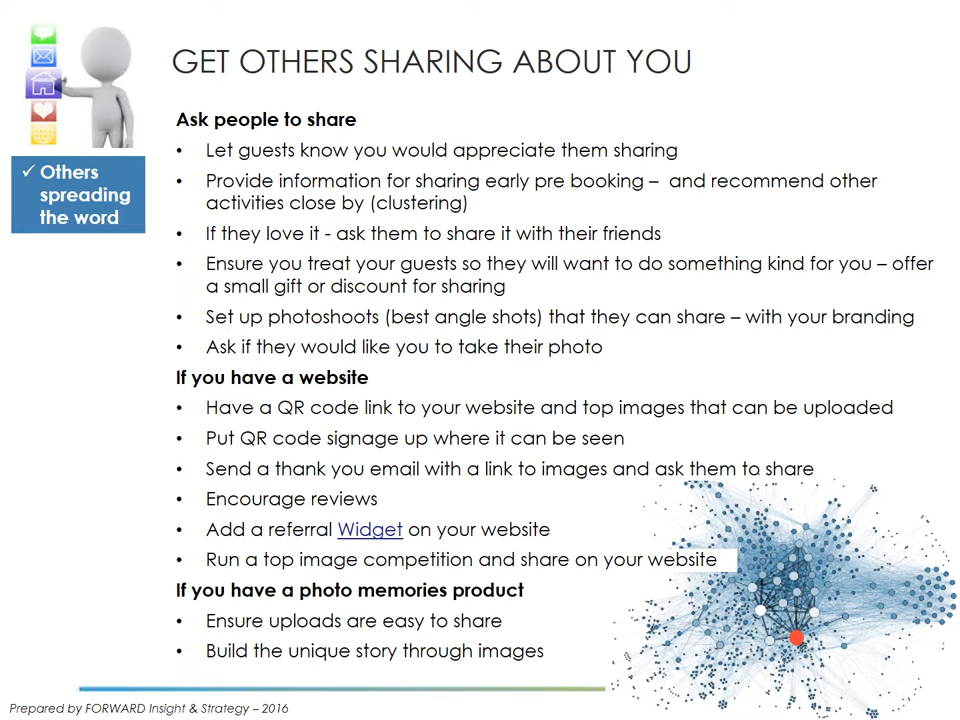 GET OTHERS SHARING ABOUT YOU
✓ Others
spreading
the word
Ask people to share
• Let guests know you would appreciate them sharing
• Provide information for sharing early pre booking – and recommend other
activities close by (clustering)
• If they love it - ask them to share it with their friends
• Ensure you treat your guests so they will want to do something kind for you – offer
a small gift or discount for sharing
• Set up photoshoots (best angle shots) that they can share – with your branding
• Ask if they would like you to take their photo
If you have a website
• Have a QR code link to your website and top images that can be uploaded
• Put QR code signage up where it can be seen
• Send a thank you email with a link to images and ask them to share
• Encourage reviews
• Add a referral Widget on your website
• Run a top image competition and share on your website
If you have a photo memories product
• Ensure uploads are easy to share
• Build the unique story through images
Prepared by FORWARD Insight & Strategy – 2016